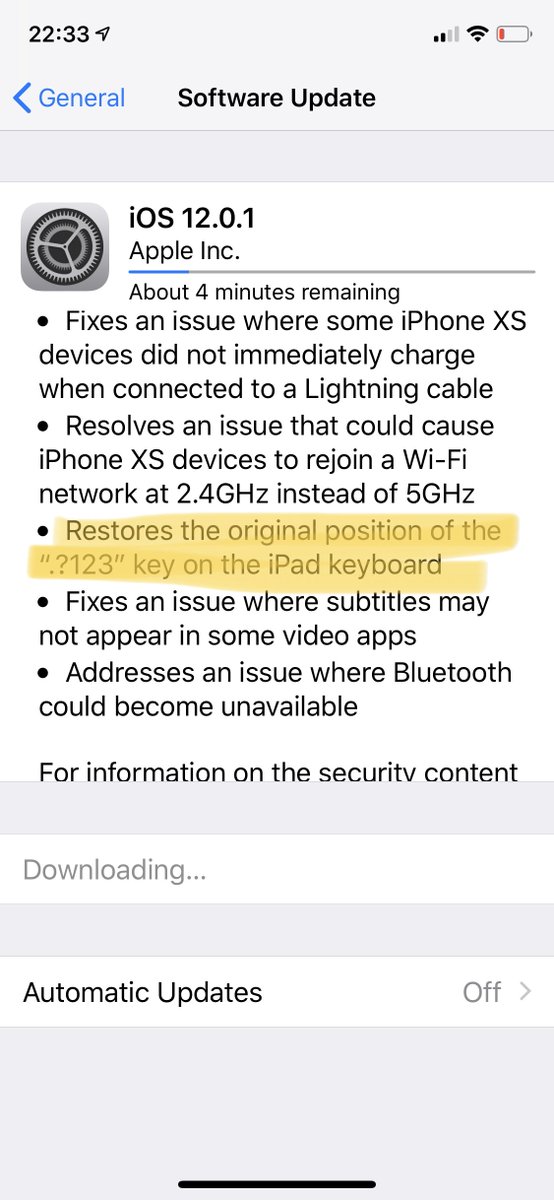 22:33
General
Software Update
iOS 12.0.1
Apple Inc.
About 4 minutes remaining
• Fixes an issue where some iPhone XS
devices did not immediately charge
when connected to a Lightning cable
• Resolves an issue that could cause
iPhone XS devices to rejoin a Wi-Fi
network at 2.4GHz instead of 5GHz
• Restores the original position of the
“.?123” key on the iPad keyboard
• Fixes an issue where subtitles may
not appear in some video apps
• Addresses an issue where Bluetooth
could become unavailable
For information on the security content
Downloading...
Automatic Updates Off